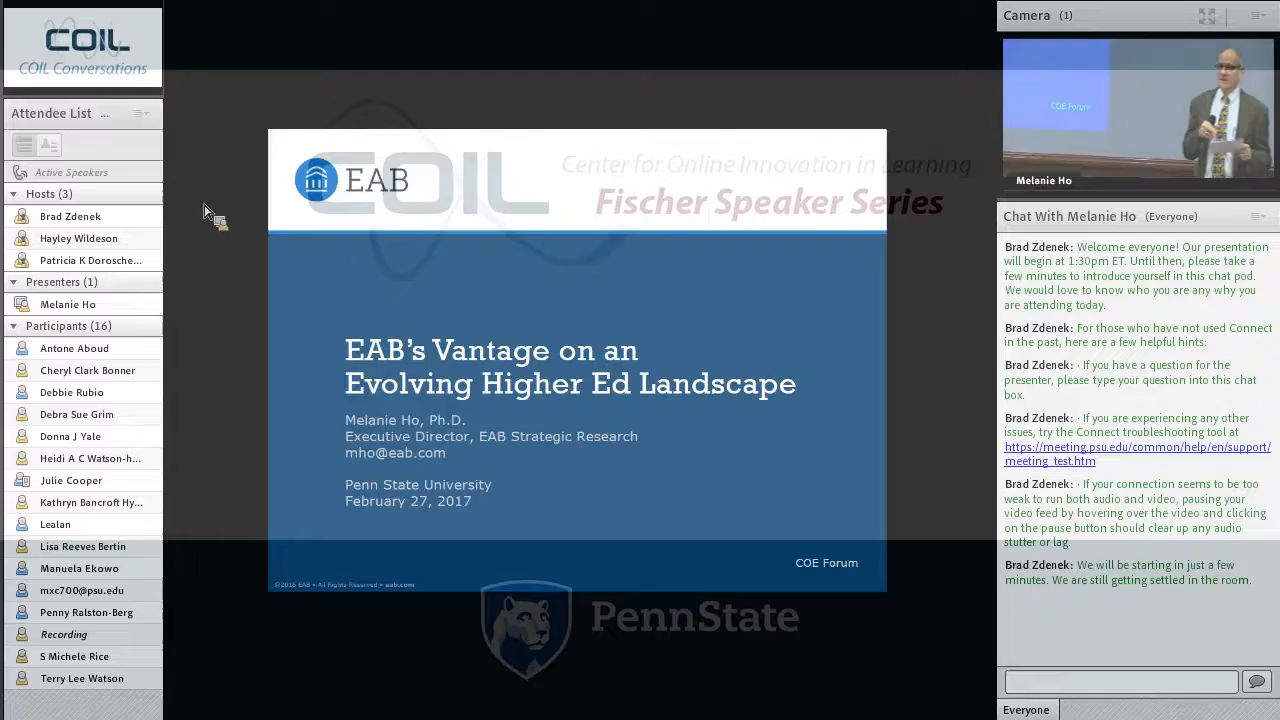 COIL
COIL Conversations
Attendee List ...
Active Speakers
Hosts (3)
Brad Zdenek
Hayley Wildeson
Patricia K Dorosche...
Presenters (1)
Melanie Ho
Participants (16)
Antone Aboud
Cheryl Clark Bonner
Debbie Rubio
Debra Sue Grim
Donna J Yale
Heidi A C Watson-h...
Julie Cooper
Kathryn Bancroft Hy...
Lealan
Lisa Reeves Bertin
Manuela Ekowo
mxc700@psu.edu
Penny Ralston-Berg
Recording
S Michele Rice
Terry Lee Watson
EAB
COIL
Center for Online Innovation in Learning
Fischer Speaker Series
EAB’s Vantage on an
Evolving Higher Ed Landscape
Melanie Ho, Ph.D.
Executive Director, EAB Strategic Research
mho@eab.com
Penn State University
February 27, 2017
COE Forum
©2016 EAB • All Rights Reserved • eab.com
PennState
Camera (1)
COE Forum
Melanie Ho
Chat With Melanie Ho (Everyone)
Brad Zdenek: Welcome everyone! Our presentation
will begin at 1:30pm ET. Until then, please take a
few minutes to introduce yourself in this chat pod.
We would love to know who you are any why you
are attending today.
Brad Zdenek: For those who have not used Connect
in the past, here are a few helpful hints:
Brad Zdenek: · If you have a question for the
presenter, please type your question into this chat
box.
Brad Zdenek: · If you are experiencing any other
issues, try the Connect troubleshooting tool at
https://meeting.psu.edu/common/help/en/support/
meeting_test.htm
Brad Zdenek: · If your connection seems to be too
weak to run both audio and video, pausing your
video feed by hovering over the video and clicking
on the pause button should clear up any audio
stutter or lag.
Brad Zdenek: We will be starting in just a few
minutes are still getting settled in the room.
Everyone